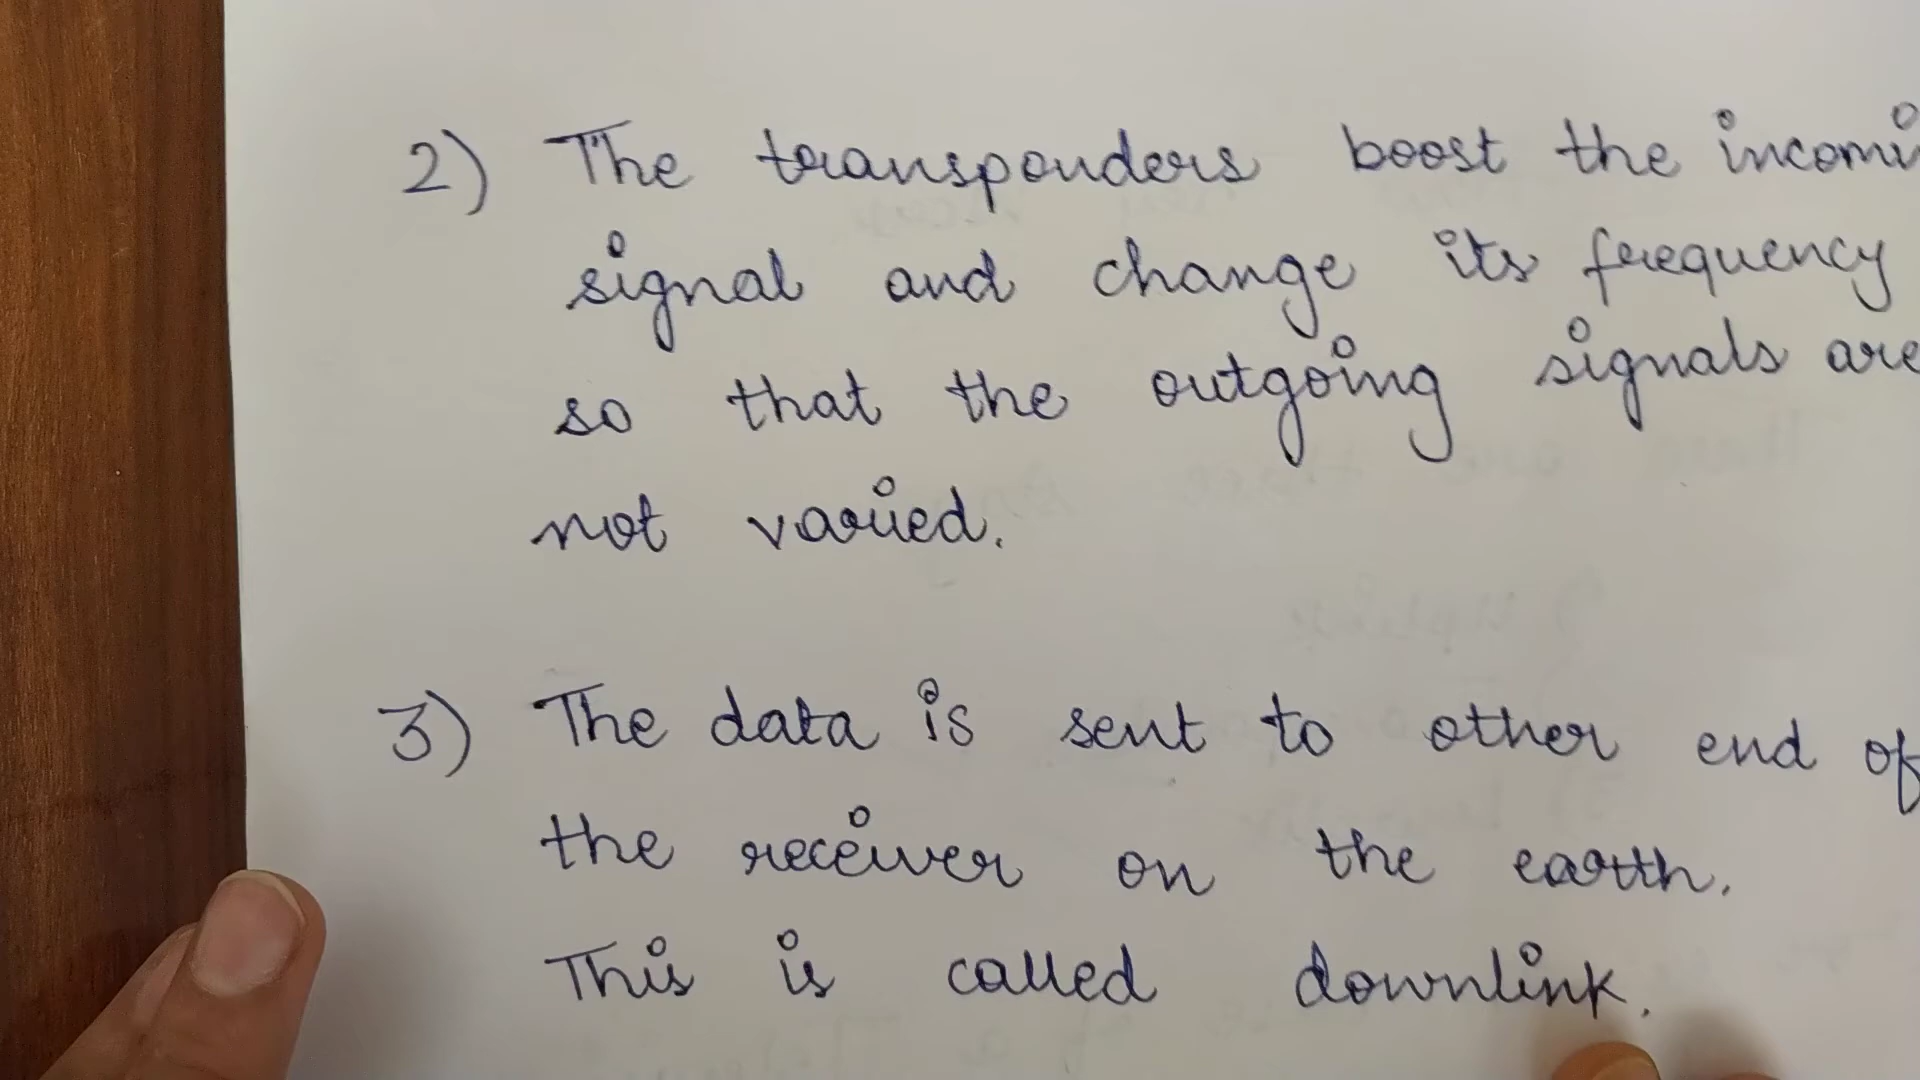 2) The transponders boost the incomi
signal and change its frequency
so that the outgoing signals are
not varied.
3) The data is sent to other end of
the receiver on the earth.
This is called downlink.